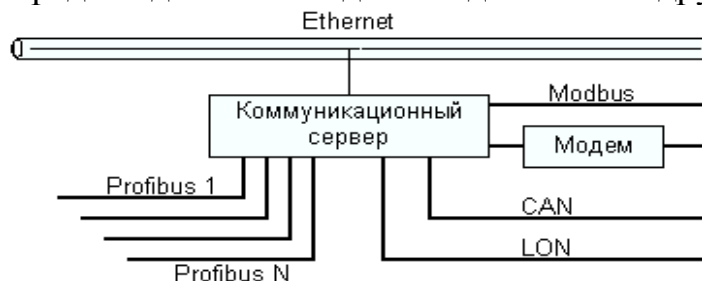 Ethernet
Коммуникационный
сервер
Modbus
Модем
Profibus 1
CAN
LON
Profibus N